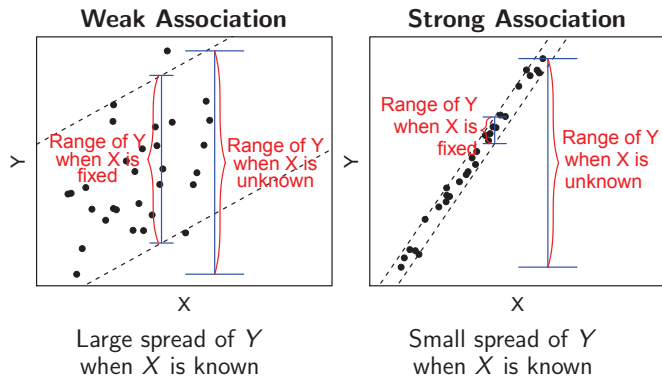 Weak Association
Y
Range of Y
when X is
fixed
Range of Y
when X is
unknown
X
Large spread of Y
when X is known
Strong Association
Y
Range of Y
when X is
fixed
Range of Y
when X is
unknown
X
Small spread of Y
when X is known